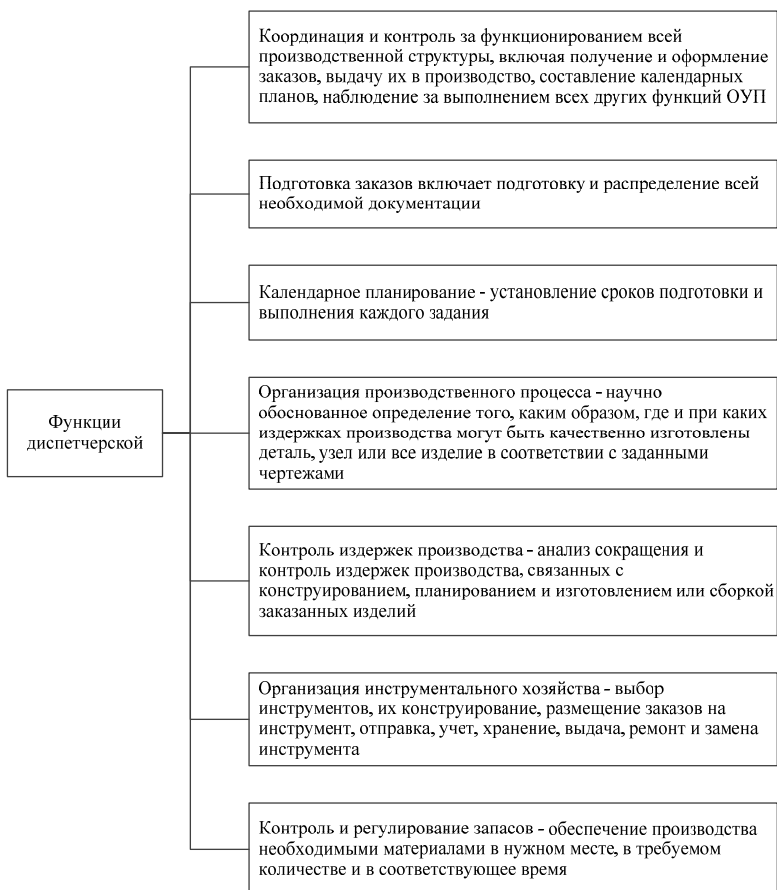 Координация и контроль за функционированием всей
производственной структуры, включая получение и оформление
заказов, выдачу их в производство, составление календарных
планов, наблюдение за выполнением всех других функций ОУП
Подготовка заказов включает подготовку и распределение всей
необходимой документации
Календарное планирование - установление сроков подготовки и
выполнения каждого задания
Функции
диспетчерской
Организация производственного процесса - научно
обоснованное определение того, каким образом, где и при каких
издержках производства могут быть качественно изготовлены
деталь, узел или все изделие в соответствии с заданными
чертежами
Контроль издержек производства - анализ сокращения и
контроль издержек производства, связанных с
конструированием, планированием и изготовлением или сборкой
заказанных изделий
Организация инструментального хозяйства - выбор
инструментов, их конструирование, размещение заказов на
инструмент, отправка, учет, хранение, выдача, ремонт и замена
инструмента
Контроль и регулирование запасов - обеспечение производства
необходимыми материалами в нужном месте, в требуемом
количестве и в соответствующее время